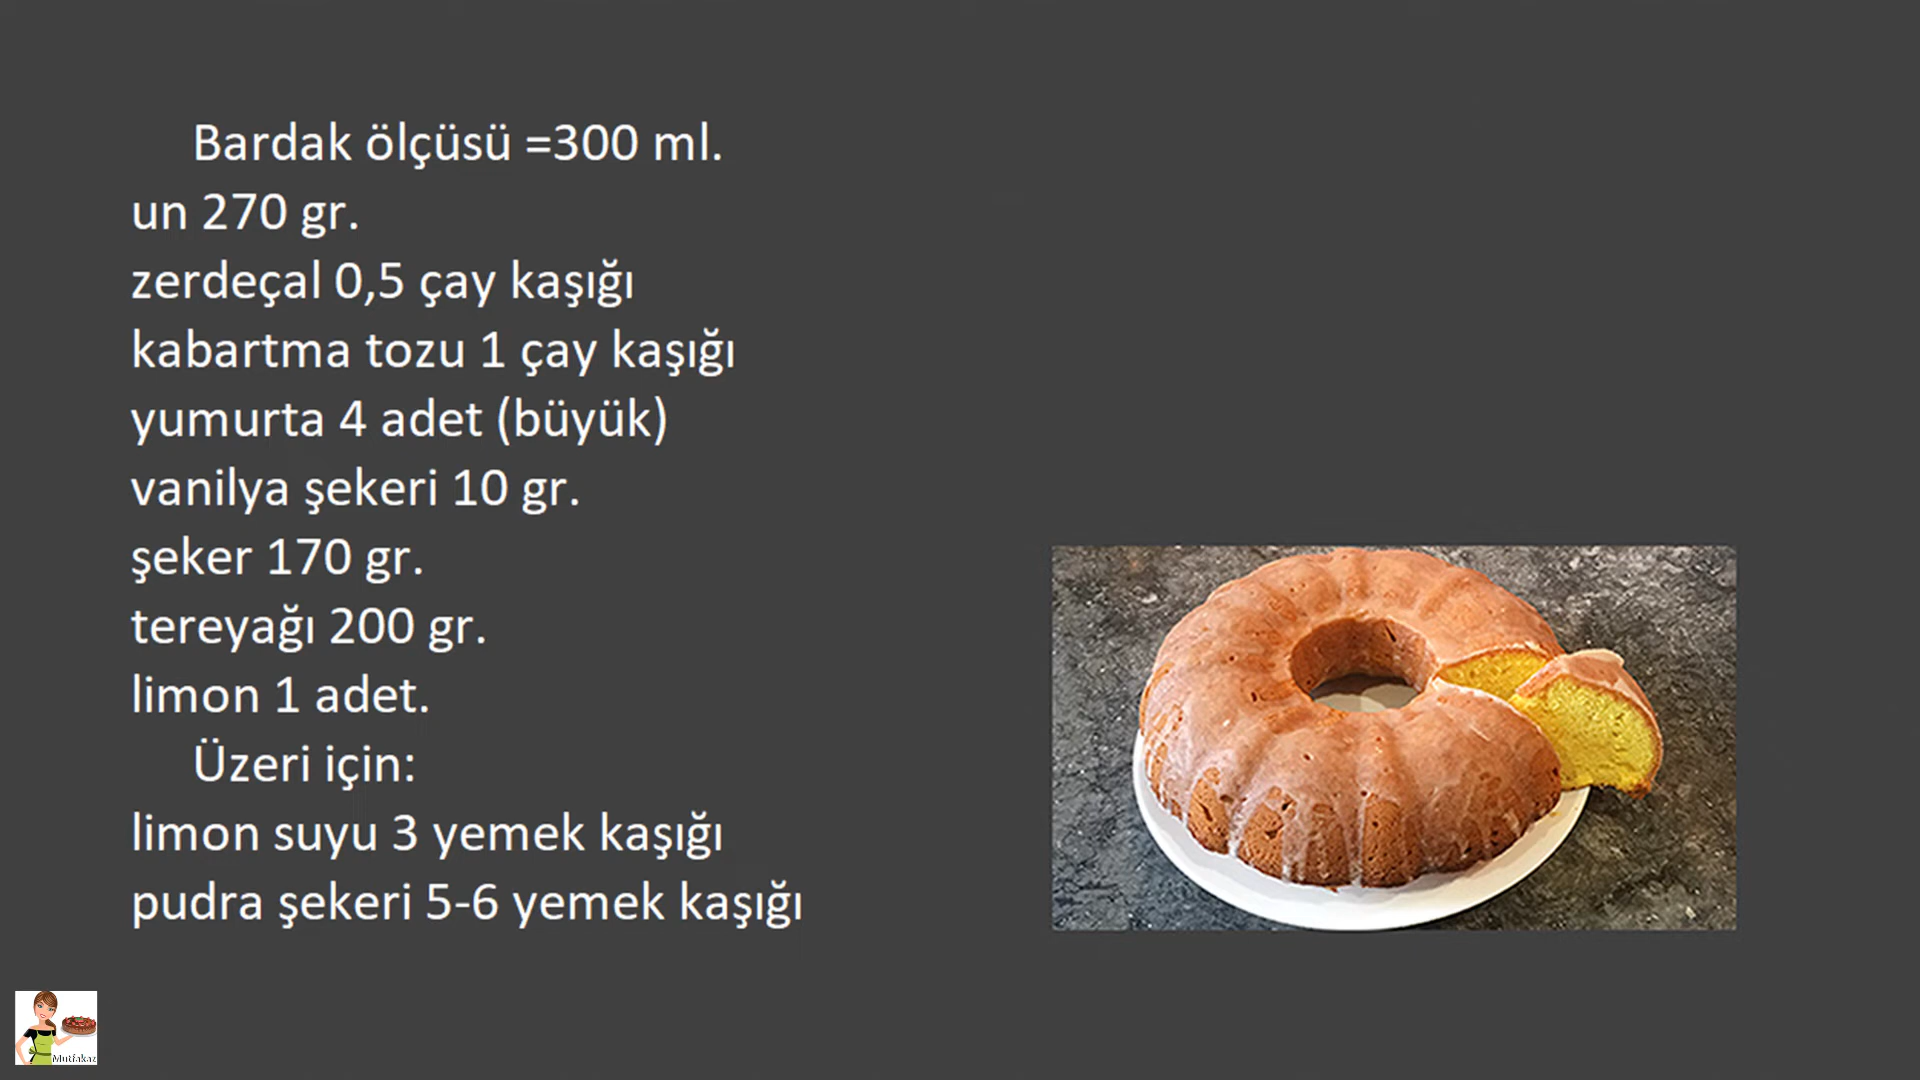 Bardak ölçüsü =300 ml.
un 270 gr.
zerdeçal 0,5 çay kaşığı
kabartma tozu 1 çay kaşığı
yumurta 4 adet (büyük)
vanilya şekeri 10 gr.
şeker 170 gr.
tereyağı 200 gr.
limon 1 adet.
Üzeri için:
limon suyu 3 yemek kaşığı
pudra şekeri 5-6 yemek kaşığı
Mutfakaz